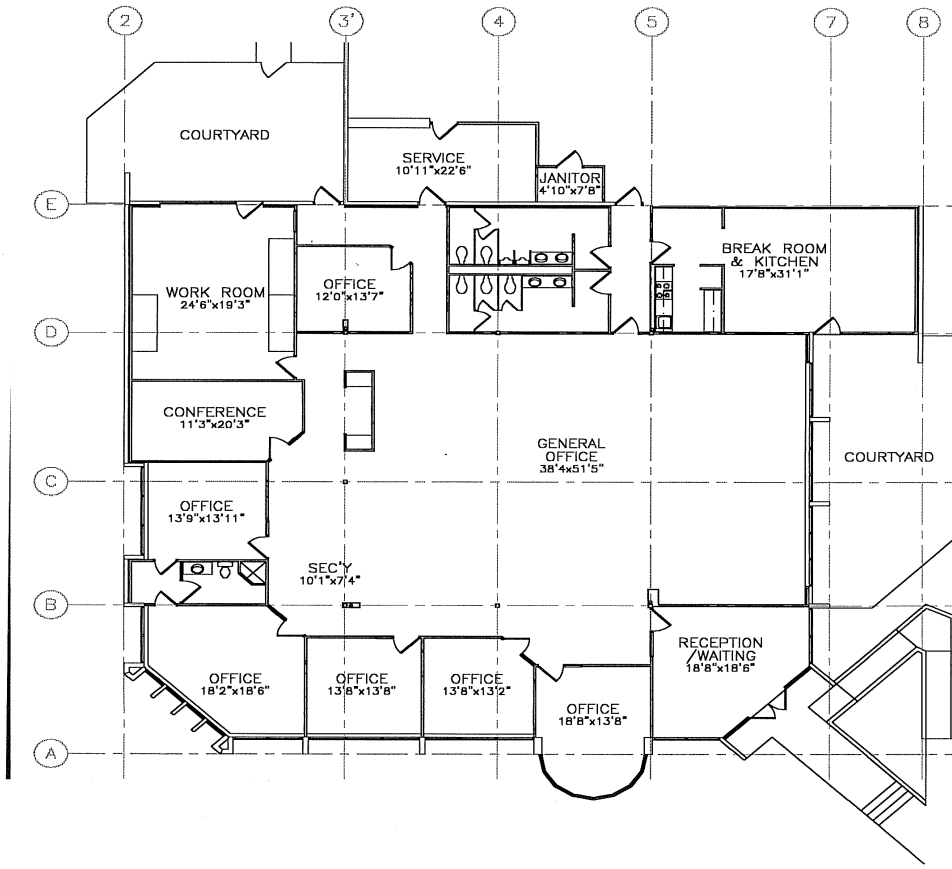 2 3' 4 5 7 8
COURTYARD
SERVICE
10'11"x22'6"
JANITOR
4'10"x7'8"
E
BREAK ROOM
& KITCHEN
17'8"x31'1"
OFFICE
12'0"x13'7"
WORK ROOM
24'6"x19'3"
D
CONFERENCE
11'3"x20'3"
GENERAL
OFFICE
38'4x51'5"
COURTYARD
C
OFFICE
13'9"x13'11"
SEC'Y
10'1"x7'4"
B
RECEPTION
/WAITING
18'8"x18'6"
OFFICE
18'2"x18'6"
OFFICE
13'8"x13'8"
OFFICE
13'8"x13'2"
OFFICE
18'8"x13'8"
A